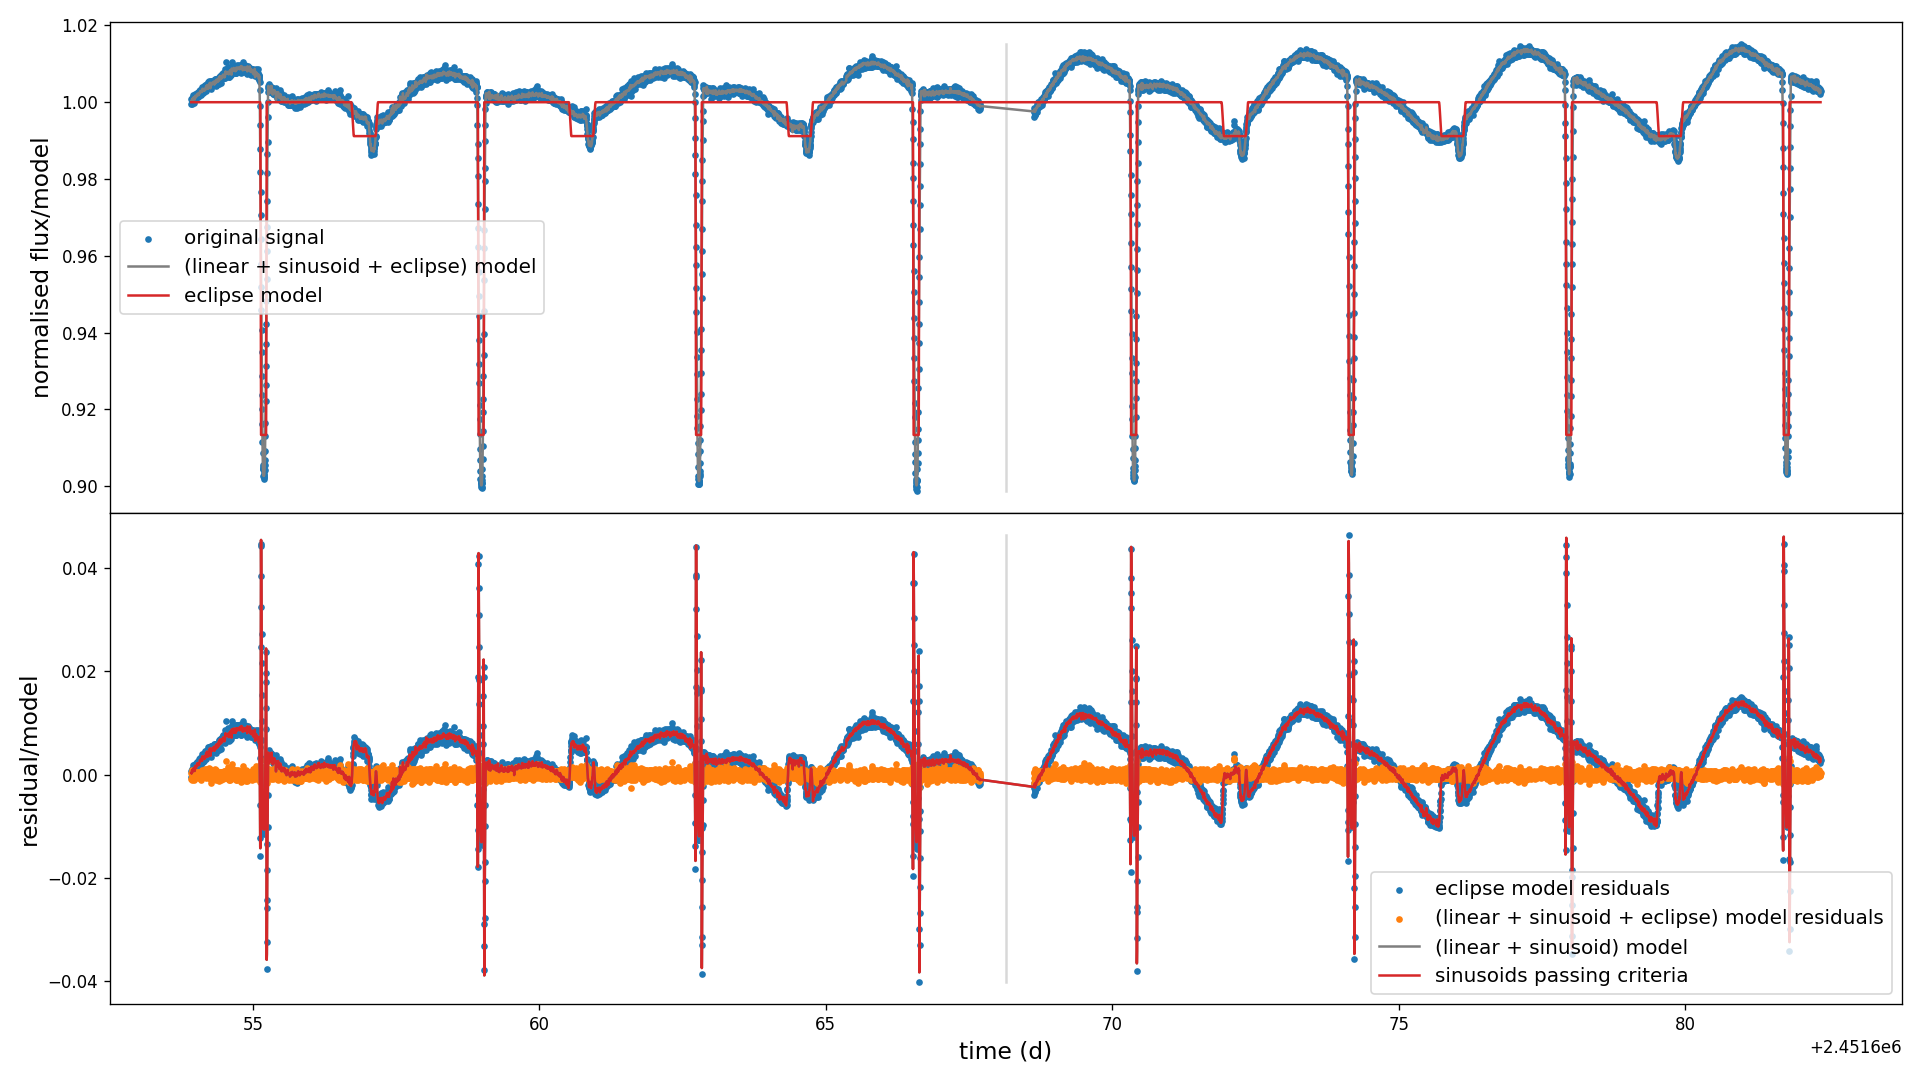 normalised flux/model
1.02
1.00
0.98
0.96
0.94
0.92
0.90
original signal
(linear + sinusoid + eclipse) model
eclipse model
residual/model
0.04
0.02
0.00
−0.02
−0.04
eclipse model residuals
(linear + sinusoid + eclipse) model residuals
(linear + sinusoid) model
sinusoids passing criteria
55 60 65 70 75 80
time (d)
+2.4516e6